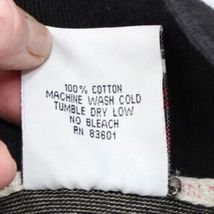 100% COTTON
MACHINE WASH COLD
TUMBLE DRY LOW
NO BLEACH
RN 83601